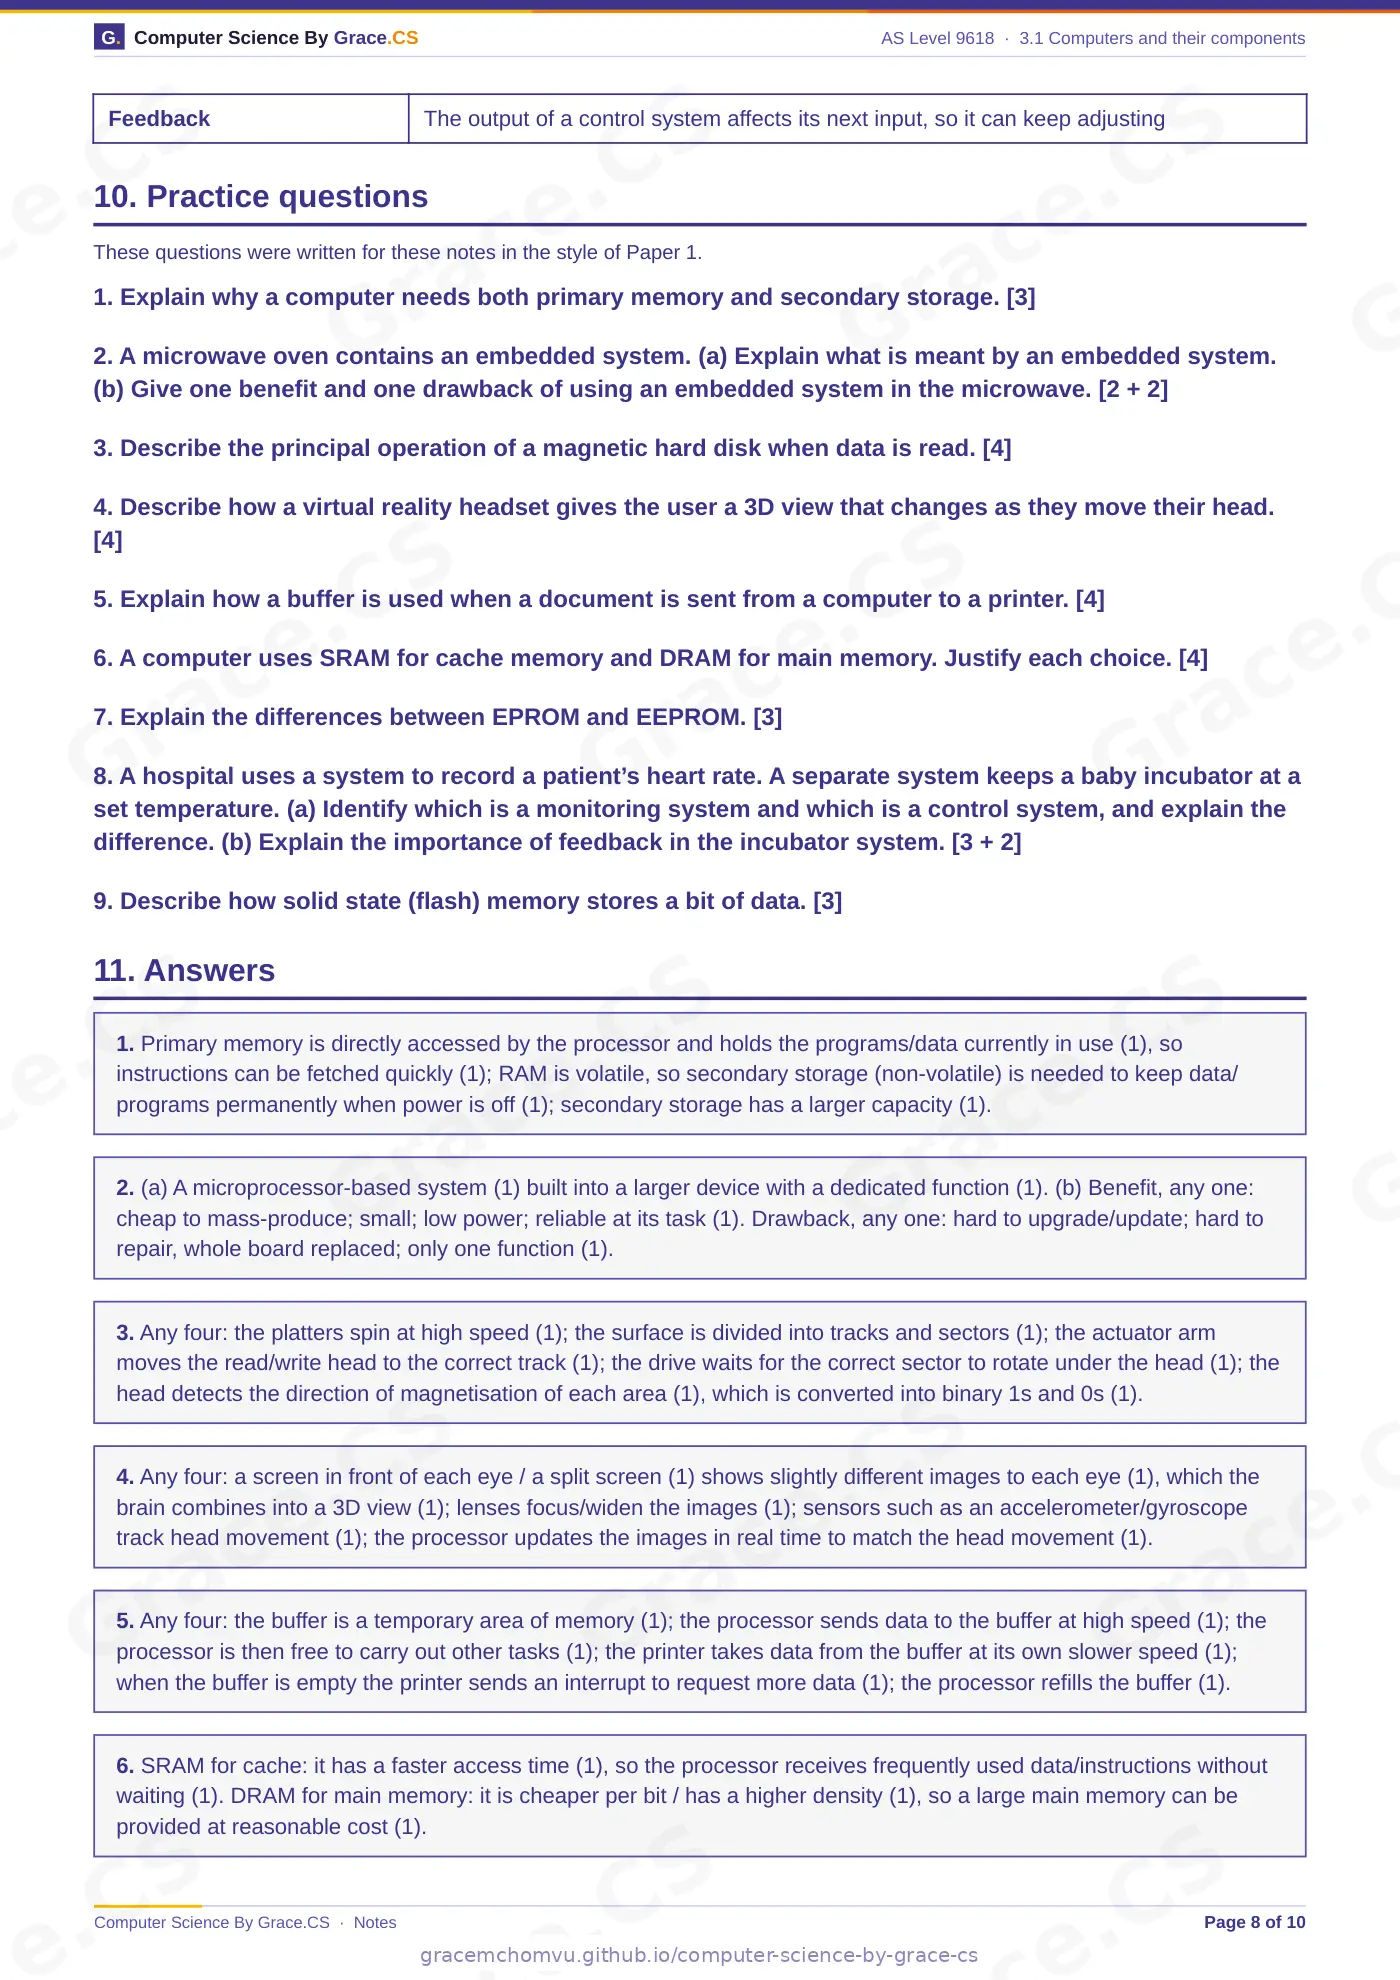 G. Computer Science By Grace.CS
AS Level 9618 · 3.1 Computers and their components
Feedback
The output of a control system affects its next input, so it can keep adjusting
10. Practice questions
These questions were written for these notes in the style of Paper 1.
1. Explain why a computer needs both primary memory and secondary storage. [3]
2. A microwave oven contains an embedded system. (a) Explain what is meant by an embedded system.
(b) Give one benefit and one drawback of using an embedded system in the microwave. [2 + 2]
3. Describe the principal operation of a magnetic hard disk when data is read. [4]
4. Describe how a virtual reality headset gives the user a 3D view that changes as they move their head.
[4]
5. Explain how a buffer is used when a document is sent from a computer to a printer. [4]
6. A computer uses SRAM for cache memory and DRAM for main memory. Justify each choice. [4]
7. Explain the differences between EPROM and EEPROM. [3]
8. A hospital uses a system to record a patient’s heart rate. A separate system keeps a baby incubator at a
set temperature. (a) Identify which is a monitoring system and which is a control system, and explain the
difference. (b) Explain the importance of feedback in the incubator system. [3 + 2]
9. Describe how solid state (flash) memory stores a bit of data. [3]
11. Answers
1. Primary memory is directly accessed by the processor and holds the programs/data currently in use (1), so
instructions can be fetched quickly (1); RAM is volatile, so secondary storage (non-volatile) is needed to keep data/
programs permanently when power is off (1); secondary storage has a larger capacity (1).
2. (a) A microprocessor-based system (1) built into a larger device with a dedicated function (1). (b) Benefit, any one:
cheap to mass-produce; small; low power; reliable at its task (1). Drawback, any one: hard to upgrade/update; hard to
repair, whole board replaced; only one function (1).
3. Any four: the platters spin at high speed (1); the surface is divided into tracks and sectors (1); the actuator arm
moves the read/write head to the correct track (1); the drive waits for the correct sector to rotate under the head (1); the
head detects the direction of magnetisation of each area (1), which is converted into binary 1s and 0s (1).
4. Any four: a screen in front of each eye / a split screen (1) shows slightly different images to each eye (1), which the
brain combines into a 3D view (1); lenses focus/widen the images (1); sensors such as an accelerometer/gyroscope
track head movement (1); the processor updates the images in real time to match the head movement (1).
5. Any four: the buffer is a temporary area of memory (1); the processor sends data to the buffer at high speed (1); the
processor is then free to carry out other tasks (1); the printer takes data from the buffer at its own slower speed (1);
when the buffer is empty the printer sends an interrupt to request more data (1); the processor refills the buffer (1).
6. SRAM for cache: it has a faster access time (1), so the processor receives frequently used data/instructions without
waiting (1). DRAM for main memory: it is cheaper per bit / has a higher density (1), so a large main memory can be
provided at reasonable cost (1).
Computer Science By Grace.CS · Notes
Page 8 of 10
gracemchomvu.github.io/computer-science-by-grace-cs